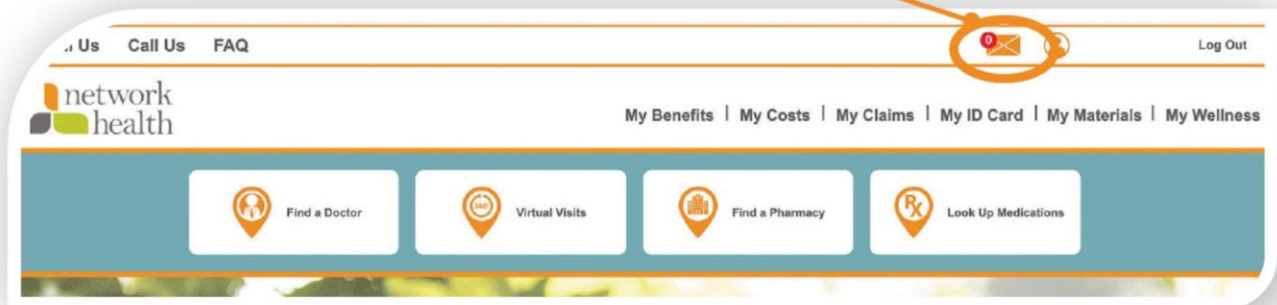 Us Call Us FAQ 0 Log Out
network
health
My Benefits | My Costs | My Claims | My ID Card | My Materials | My Wellness
Find a Doctor 360° Virtual Visits Find a Pharmacy Rx Look Up Medications